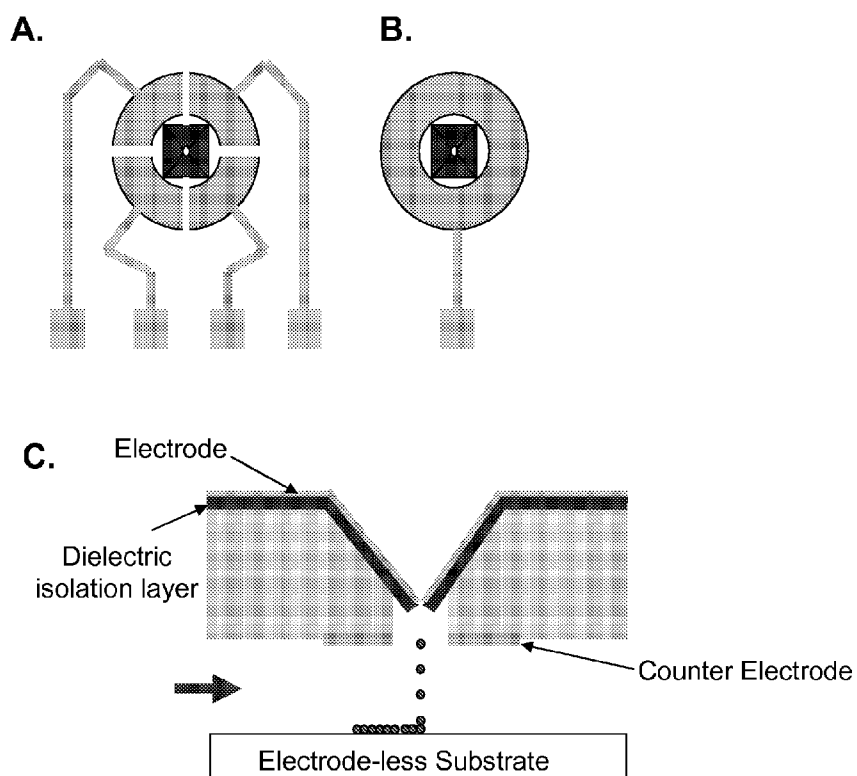 A.
B.
C.
Electrode
Dielectric
isolation layer
Counter Electrode
Electrode-less Substrate